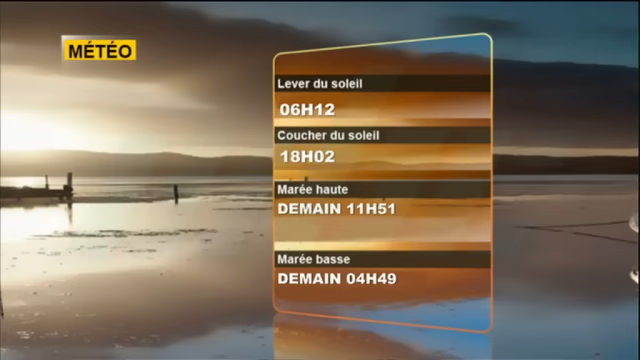 MÉTÉO
Lever du soleil
06H12
Coucher du soleil
18H02
Marée haute
DEMAIN 11H51
Marée basse
DEMAIN 04H49